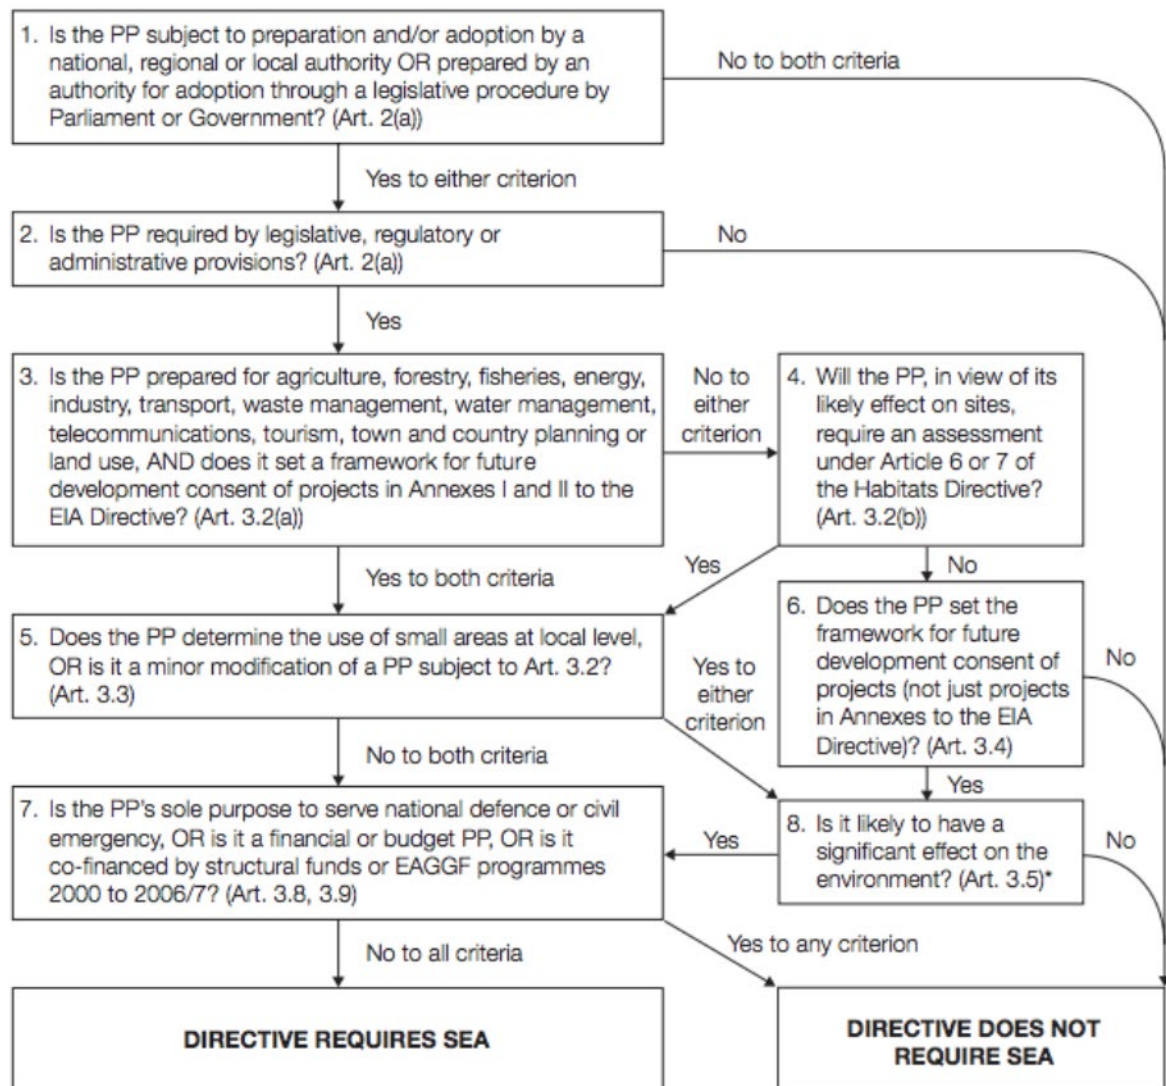 1. Is the PP subject to preparation and/or adoption by a
national, regional or local authority OR prepared by an
authority for adoption through a legislative procedure by
Parliament or Government? (Art. 2(a))
No to both criteria
Yes to either criterion
2. Is the PP required by legislative, regulatory or
administrative provisions? (Art. 2(a))
No
Yes
3. Is the PP prepared for agriculture, forestry, fisheries, energy,
industry, transport, waste management, water management,
telecommunications, tourism, town and country planning or
land use, AND does it set a framework for future
development consent of projects in Annexes I and II to the
EIA Directive? (Art. 3.2(a))
No to
either
criterion
4. Will the PP, in view of its
likely effect on sites,
require an assessment
under Article 6 or 7 of
the Habitats Directive?
(Art. 3.2(b))
Yes to both criteria
Yes
No
5. Does the PP determine the use of small areas at local level,
OR is it a minor modification of a PP subject to Art. 3.2?
(Art. 3.3)
Yes to
either
criterion
6. Does the PP set the
framework for future
development consent of
projects (not just projects
in Annexes to the EIA
Directive)? (Art. 3.4)
No
No to both criteria
Yes
7. Is the PP's sole purpose to serve national defence or civil
emergency, OR is it a financial or budget PP, OR is it
co-financed by structural funds or EAGGF programmes
2000 to 2006/7? (Art. 3.8, 3.9)
Yes
8. Is it likely to have a
significant effect on the
environment? (Art. 3.5)*
No
No to all criteria
Yes to any criterion
DIRECTIVE REQUIRES SEA
DIRECTIVE DOES NOT
REQUIRE SEA